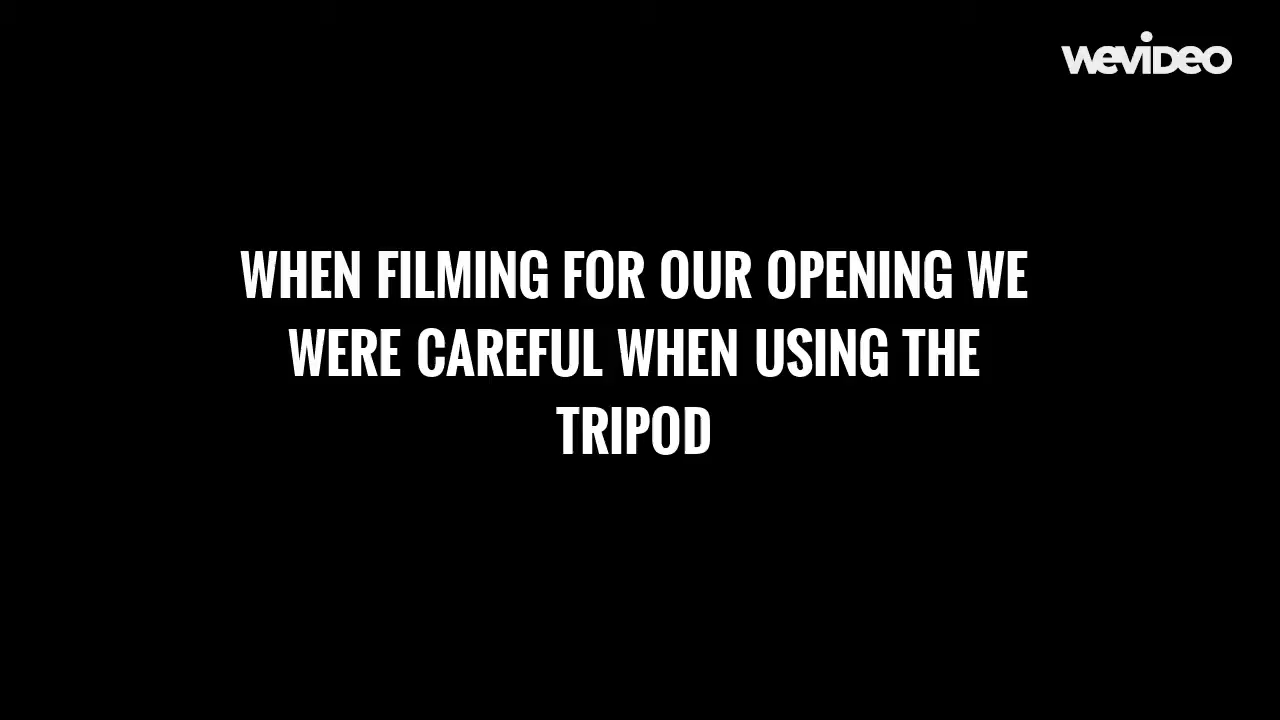 WEVIDEO
WHEN FILMING FOR OUR OPENING WE
WERE CAREFUL WHEN USING THE
TRIPOD